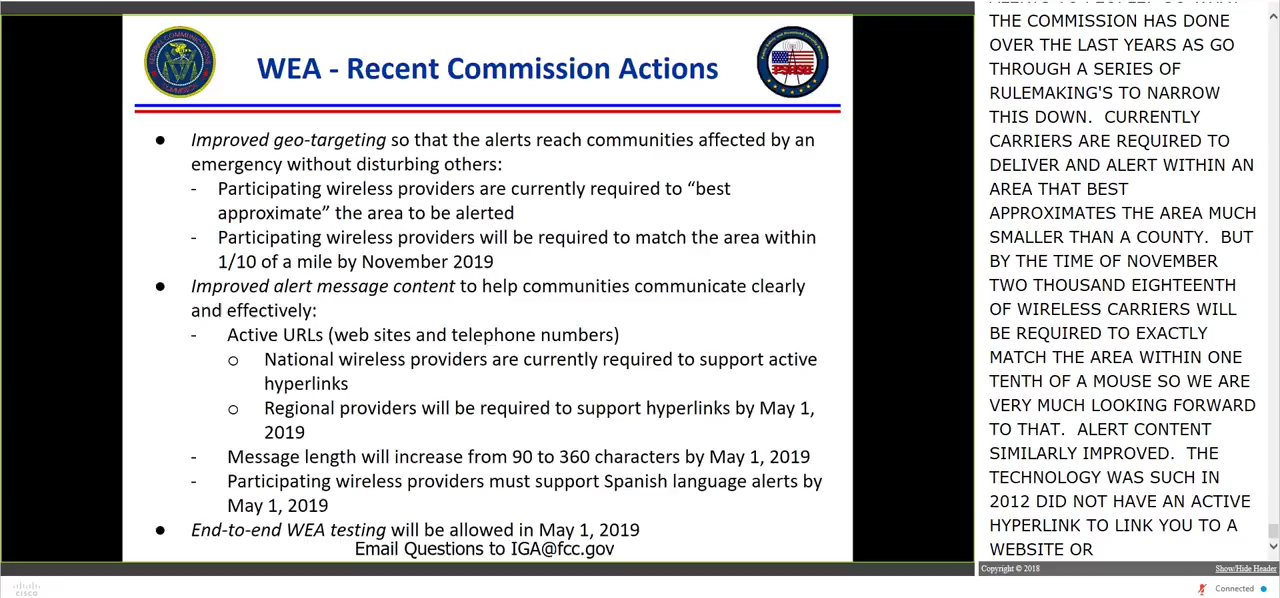 WEA - Recent Commission Actions
● Improved geo-targeting so that the alerts reach communities affected by an
emergency without disturbing others:
- Participating wireless providers are currently required to “best
approximate” the area to be alerted
- Participating wireless providers will be required to match the area within
1/10 of a mile by November 2019
● Improved alert message content to help communities communicate clearly
and effectively:
- Active URLs (web sites and telephone numbers)
o National wireless providers are currently required to support active
hyperlinks
o Regional providers will be required to support hyperlinks by May 1,
2019
- Message length will increase from 90 to 360 characters by May 1, 2019
- Participating wireless providers must support Spanish language alerts by
May 1, 2019
● End-to-end WEA testing will be allowed in May 1, 2019
Email Questions to IGA@fcc.gov
THE COMMISSION HAS DONE
OVER THE LAST YEARS AS GO
THROUGH A SERIES OF
RULEMAKING'S TO NARROW
THIS DOWN. CURRENTLY
CARRIERS ARE REQUIRED TO
DELIVER AND ALERT WITHIN AN
AREA THAT BEST
APPROXIMATES THE AREA MUCH
SMALLER THAN A COUNTY. BUT
BY THE TIME OF NOVEMBER
TWO THOUSAND EIGHTEENTH
OF WIRELESS CARRIERS WILL
BE REQUIRED TO EXACTLY
MATCH THE AREA WITHIN ONE
TENTH OF A MOUSE SO WE ARE
VERY MUCH LOOKING FORWARD
TO THAT. ALERT CONTENT
SIMILARLY IMPROVED. THE
TECHNOLOGY WAS SUCH IN
2012 DID NOT HAVE AN ACTIVE
HYPERLINK TO LINK YOU TO A
WEBSITE OR
Copyright © 2018
Show/Hide Header
CISCO
Connected